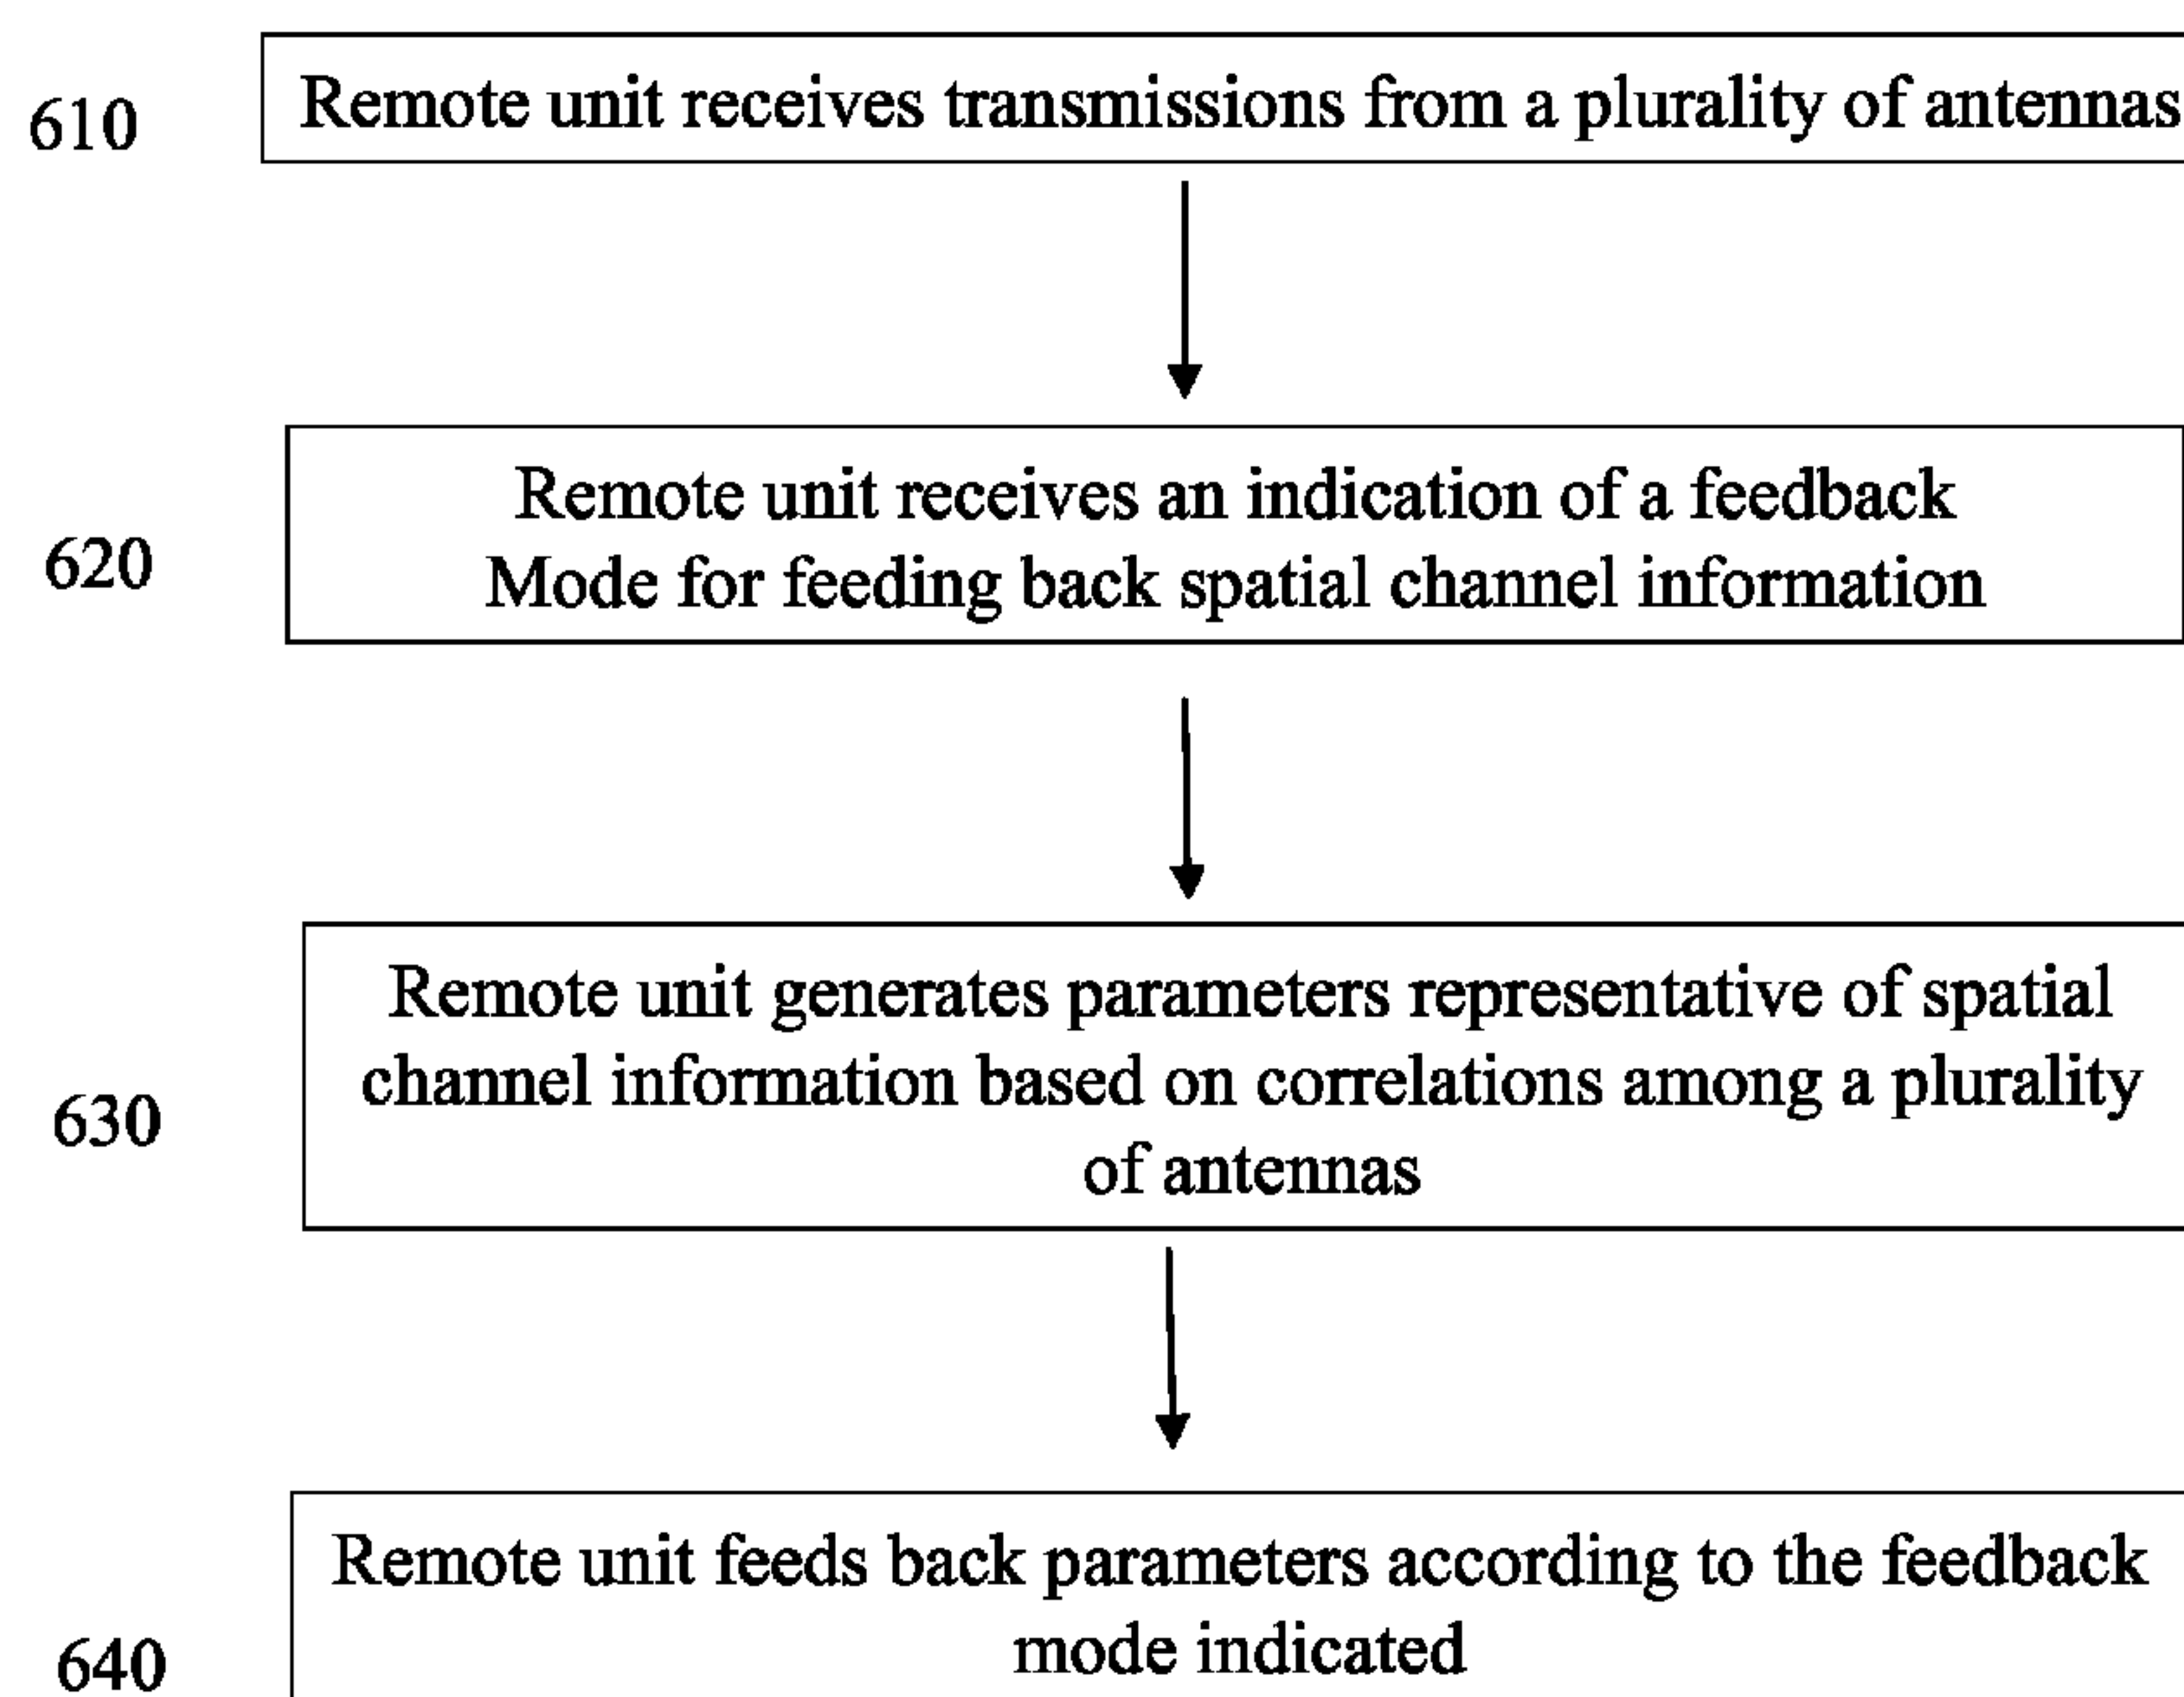 610
Remote unit receives transmissions from a plurality of antennas
620
Remote unit receives an indication of a feedback
Mode for feeding back spatial channel information
630
Remote unit generates parameters representative of spatial
channel information based on correlations among a plurality
of antennas
640
Remote unit feeds back parameters according to the feedback
mode indicated